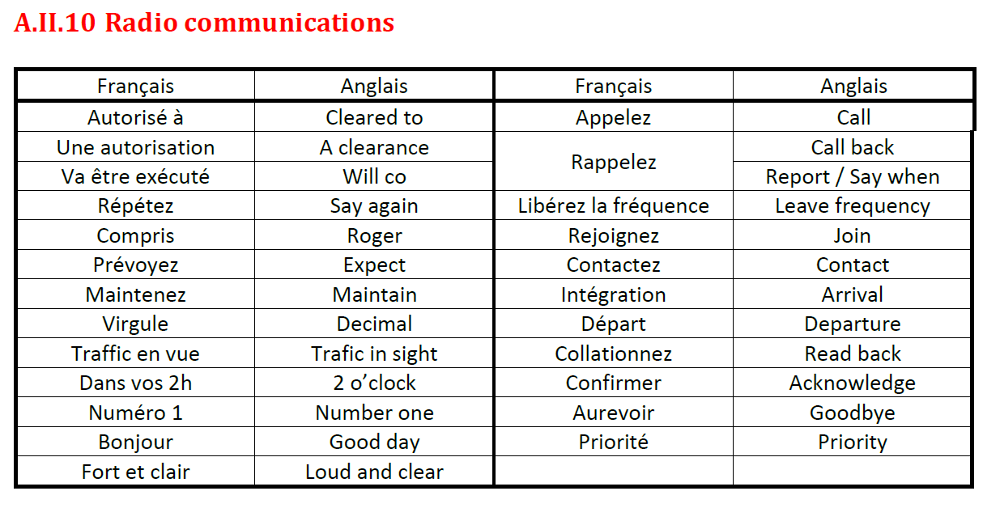 A.II.10 Radio communications
Français Anglais Français Anglais
Autorisé à Cleared to Appelez Call
Une autorisation A clearance Rappelez Call back
Va être exécuté Will co Report / Say when
Répétez Say again Libérez la fréquence Leave frequency
Compris Roger Rejoignez Join
Prévoyez Expect Contactez Contact
Maintenez Maintain Intégration Arrival
Virgule Decimal Départ Departure
Traffic en vue Trafic in sight Collationnez Read back
Dans vos 2h 2 o’clock Confirmer Acknowledge
Numéro 1 Number one Aurevoir Goodbye
Bonjour Good day Priorité Priority
Fort et clair Loud and clear